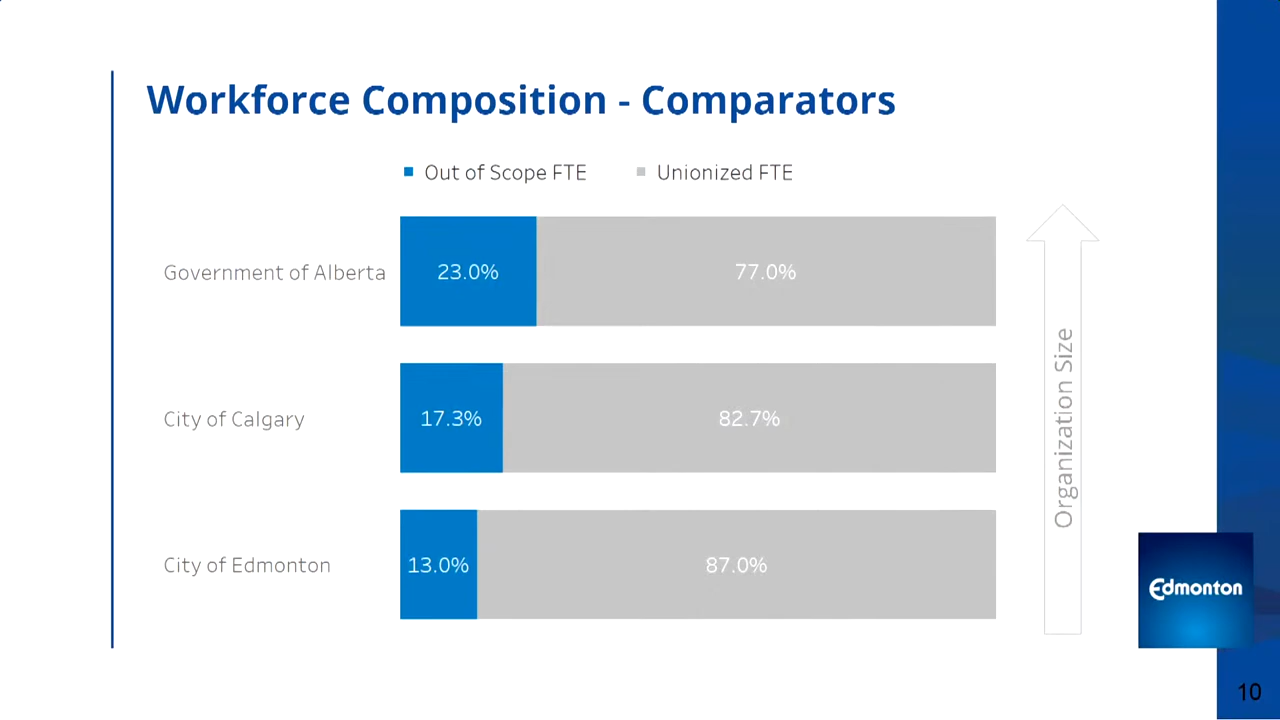 Workforce Composition - Comparators
Out of Scope FTE Unionized FTE
Government of Alberta 23.0% 77.0%
City of Calgary 17.3% 82.7%
City of Edmonton 13.0% 87.0%
Organization Size
Edmonton
10